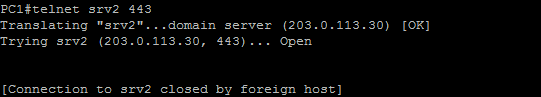 PC1#telnet srv2 443
Translating "srv2"...domain server (203.0.113.30) [OK]
Trying srv2 (203.0.113.30, 443)... Open
[Connection to srv2 closed by foreign host]